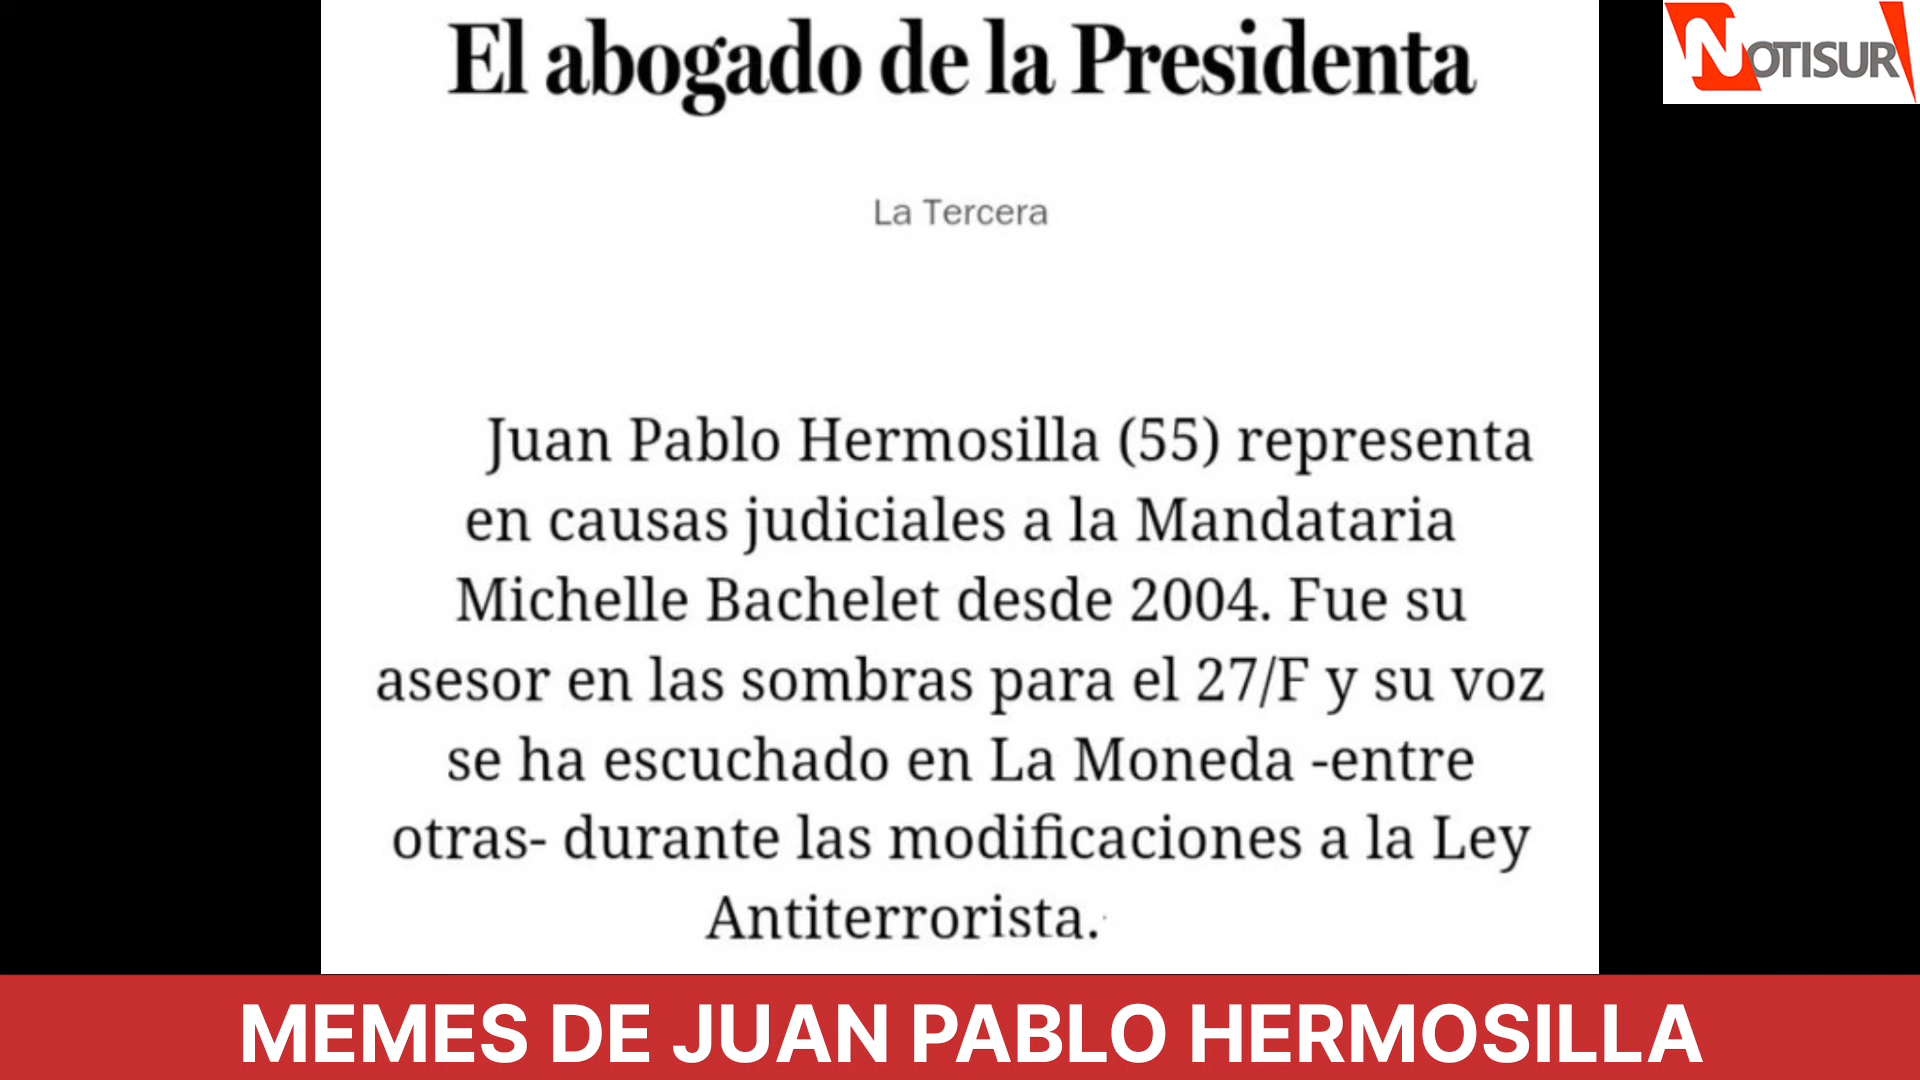 El abogado de la Presidenta
NOTISUR
La Tercera
Juan Pablo Hermosilla (55) representa
en causas judiciales a la Mandataria
Michelle Bachelet desde 2004. Fue su
asesor en las sombras para el 27/F y su voz
se ha escuchado en La Moneda -entre
otras- durante las modificaciones a la Ley
Antiterrorista.
MEMES DE JUAN PABLO HERMOSILLA